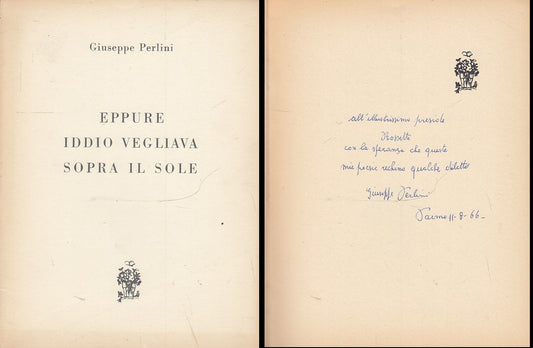 Giuseppe Perlini
EPPURE
IDDIO VEGLIAVA
SOPRA IL SOLE
all'illustrissimo preside
Rossetti
con la speranza che queste
mie poesie rechino qualche diletto
Giuseppe Perlini
11-8-66-